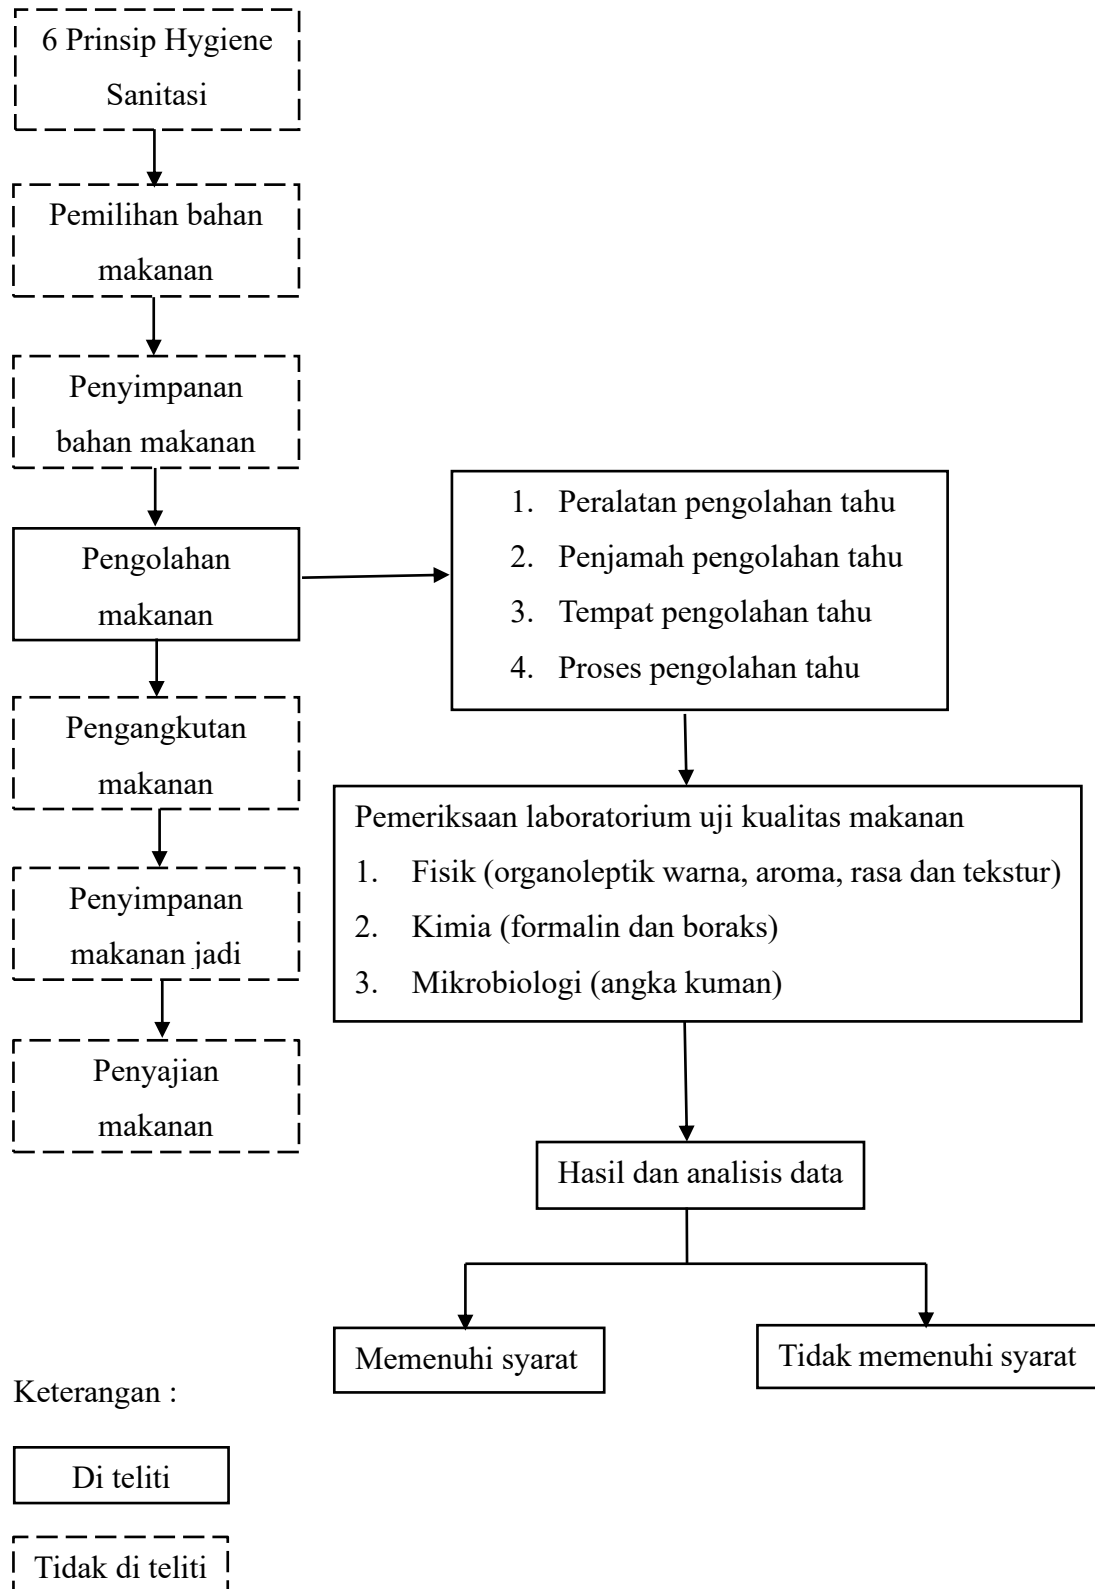 6 Prinsip Hygiene
Sanitasi
Pemilihan bahan
makanan
Penyimpanan
bahan makanan
Pengolahan
makanan
1. Peralatan pengolahan tahu
2. Penjamah pengolahan tahu
3. Tempat pengolahan tahu
4. Proses pengolahan tahu
Pengangkutan
makanan
Penyimpanan
makanan jadi
Penyajian
makanan
Pemeriksaan laboratorium uji kualitas makanan
1. Fisik (organoleptik warna, aroma, rasa dan tekstur)
2. Kimia (formalin dan boraks)
3. Mikrobiologi (angka kuman)
Hasil dan analisis data
Memenuhi syarat
Tidak memenuhi syarat
Keterangan :
Di teliti
Tidak di teliti